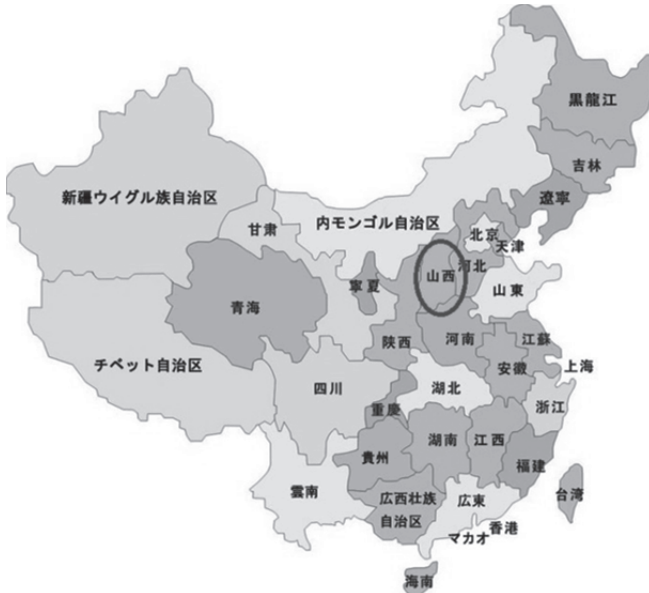 黒龍江
吉林
遼寧
新疆ウイグル族自治区
甘粛
内モンゴル自治区
北京
天津
河北
山西
山東
寧夏
青海
陝西
河南
江蘇
チベット自治区
安徽
上海
四川
湖北
浙江
重慶
湖南
江西
貴州
福建
雲南
広西壮族
自治区
広東
台湾
香港
マカオ
海南